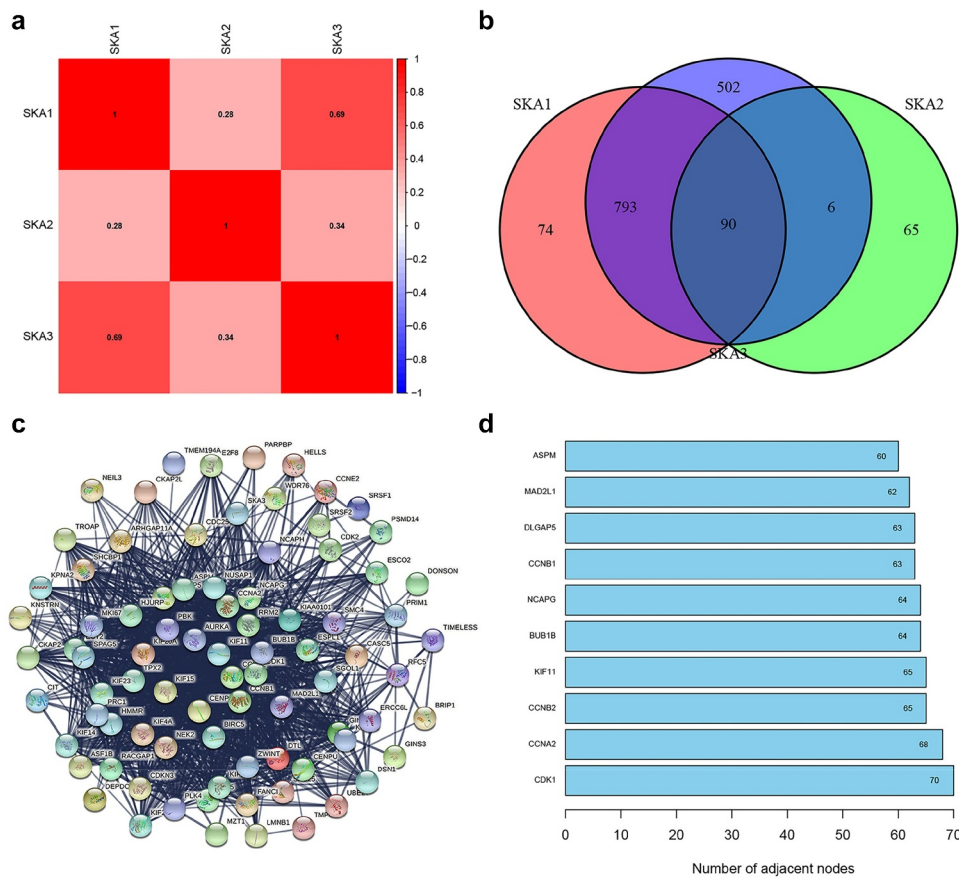 a
SKA1 SKA2 SKA3
SKA1 1 0.28 0.69
SKA2 0.28 1 0.34
SKA3 0.69 0.34 1
1
0.8
0.6
0.4
0.2
0
−0.2
−0.4
−0.6
−0.8
−1
b
502
SKA1 SKA2
793 90 6
74 65
SKA3
c
PARPBP
TMEM194A E2F8
HELLS
NEIL3 CKAP2L
WDR76 CCNE2
SRSF1
SKA3
SRSF2
TROAP ARHGAP11A CDC25
PSMD14
NCAPH CDK2
SHCBP1
ESCO2
KPNA2
ASPM NUSAP1
NCAPG
DONSON
HJURP CCNA2
KNSTRN MKI67 PBK RRM2 KIAA0101 SMC4 PRIM1
AURKA
TIMELESS
CKAP2 SPAG5 KIF11 BUB1B ESPL1 CASC5
TPX2 SGOL1 RFC5
CIT KIF23 KIF15 CCNB1 MAD2L1
PRC1 CENP ERCC6L BRIP1
HMMR
KIF14 KIF4A BIRC5
NEK2 GINS3
ASF1B RACGAP1 ZWINT DTL
CENPU DSN1
DEPDC CDKN3 FANCI
PLK4
KIF2
MZT1 LMNB1
d
ASPM 60
MAD2L1 62
DLGAP5 63
CCNB1 63
NCAPG 64
BUB1B 64
KIF11 65
CCNB2 65
CCNA2 68
CDK1 70
0 10 20 30 40 50 60 70
Number of adjacent nodes